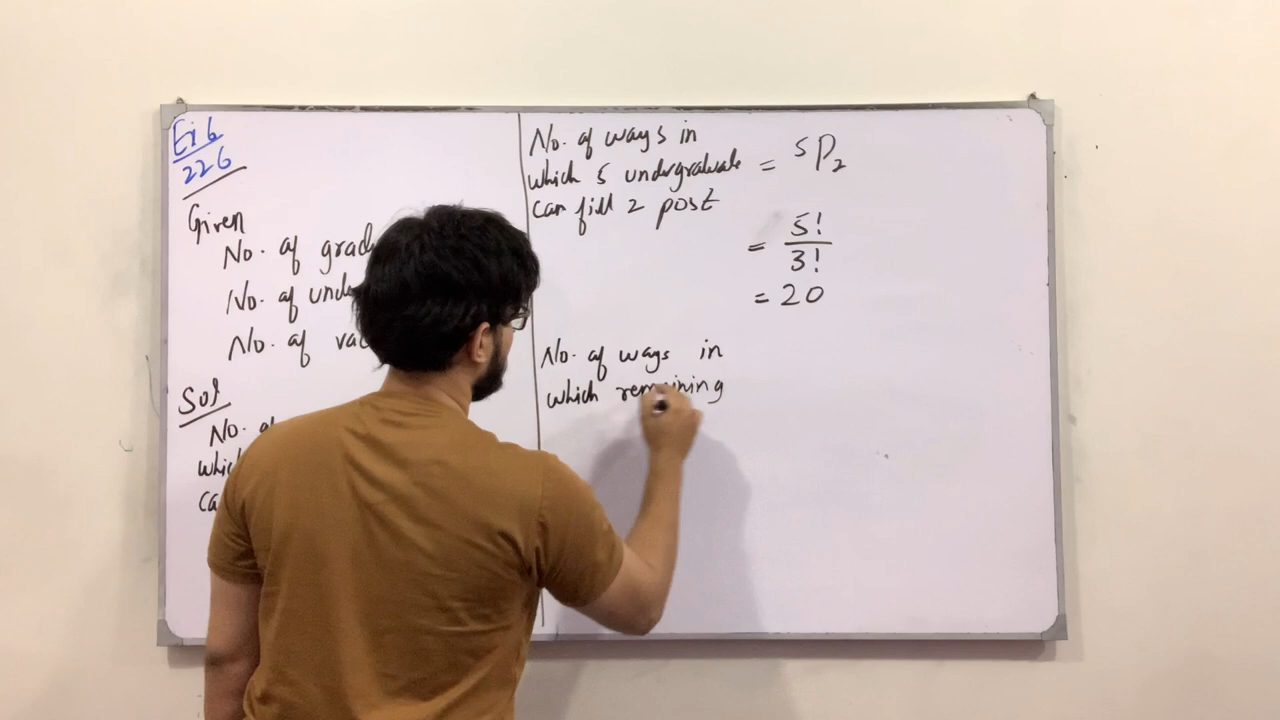 Ex 6
226
Given
No. of grad
No. of und
No. of vac
Sol
No. of
which
ca
No. of ways in
which 5 undergraduate
can fill 2 post
= ⁵P₂
= 5!
3!
= 20
No. of ways in
which remaining